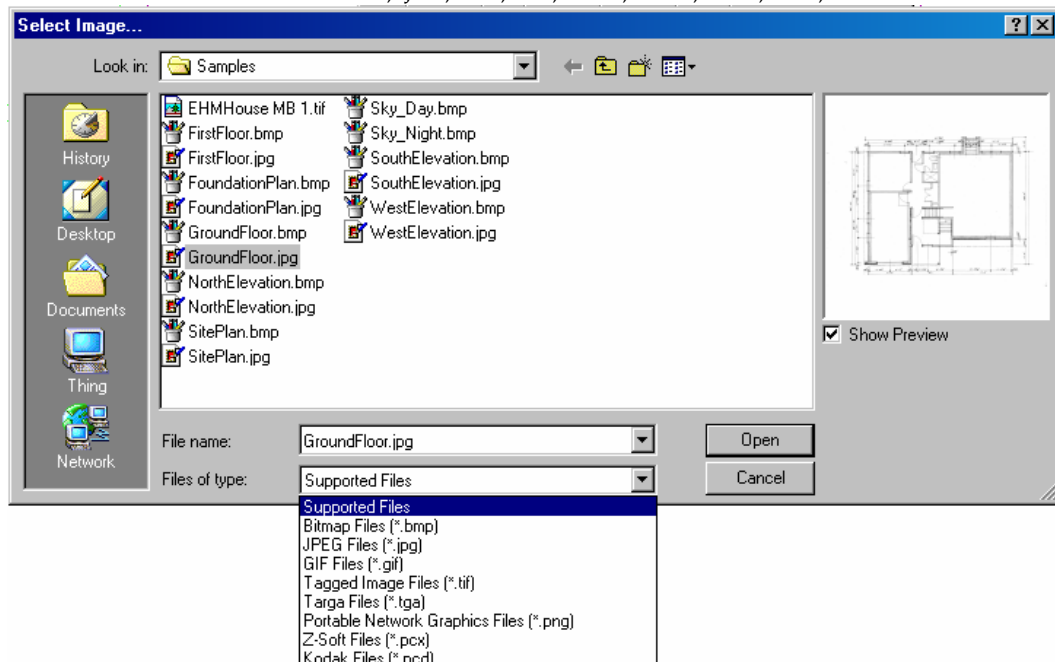 Select Image...
Look in: Samples
History
Desktop
Documents
Thing
Network
EHMHouse MB 1.tif
FirstFloor.bmp
FirstFloor.jpg
FoundationPlan.bmp
FoundationPlan.jpg
GroundFloor.bmp
GroundFloor.jpg
NorthElevation.bmp
NorthElevation.jpg
SitePlan.bmp
SitePlan.jpg
Sky_Day.bmp
Sky_Night.bmp
SouthElevation.bmp
SouthElevation.jpg
WestElevation.bmp
WestElevation.jpg
Show Preview
File name: GroundFloor.jpg Open
Files of type: Supported Files Cancel
Supported Files
Bitmap Files (*.bmp)
JPEG Files (*.jpg)
GIF Files (*.gif)
Tagged Image Files (*.tif)
Targa Files (*.tga)
Portable Network Graphics Files (*.png)
Z-Soft Files (*.pcx)
Kodak Files (*.pcd)